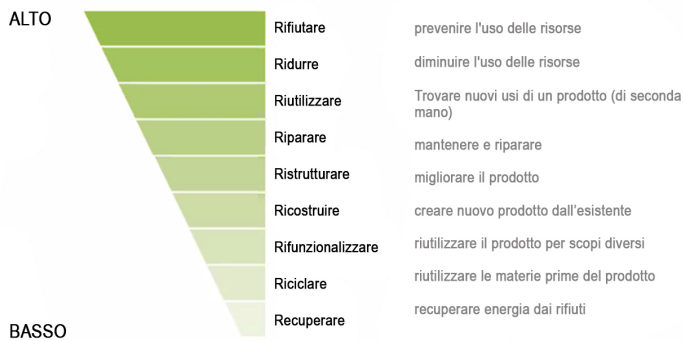 ALTO
Rifiutare prevenire l'uso delle risorse
Ridurre diminuire l'uso delle risorse
Riutilizzare Trovare nuovi usi di un prodotto (di seconda
mano)
Riparare mantenere e riparare
Ristrutturare migliorare il prodotto
Ricostruire creare nuovo prodotto dall'esistente
Rifunzionalizzare riutilizzare il prodotto per scopi diversi
Riciclare riutilizzare le materie prime del prodotto
Recuperare recuperare energia dai rifiuti
BASSO